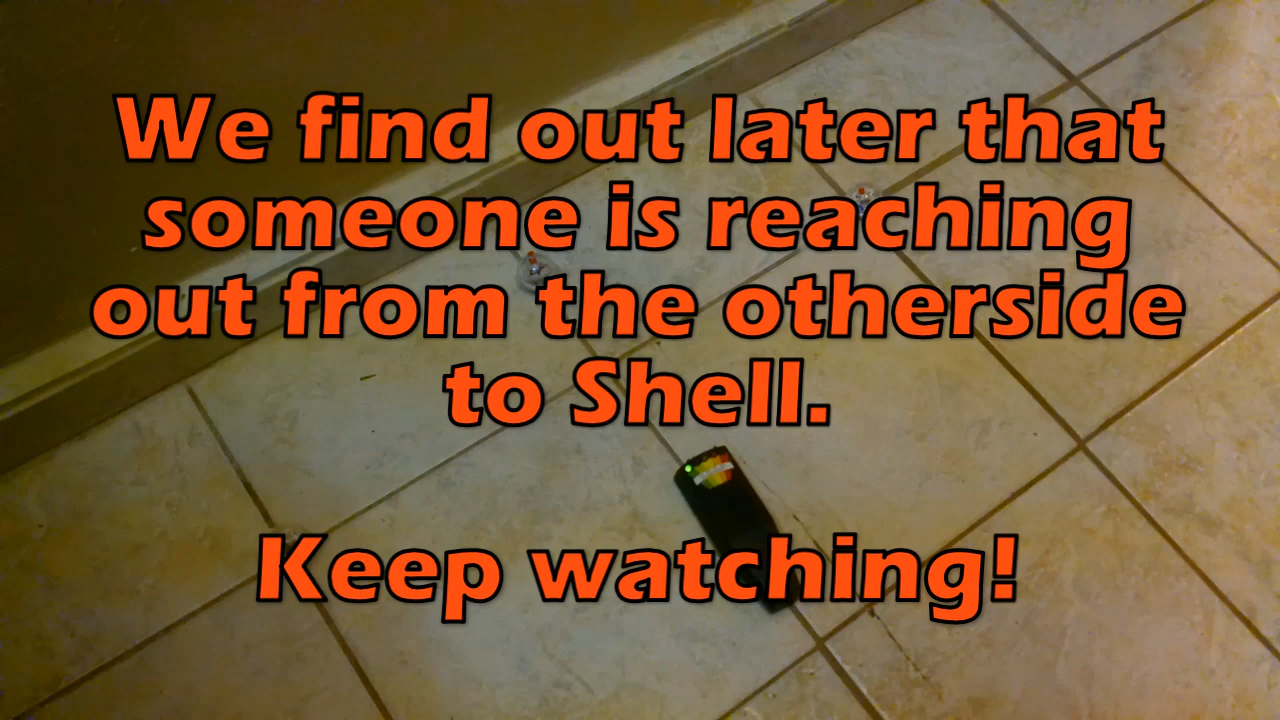 We find out later that
someone is reaching
out from the otherside
to Shell.
Keep watching!